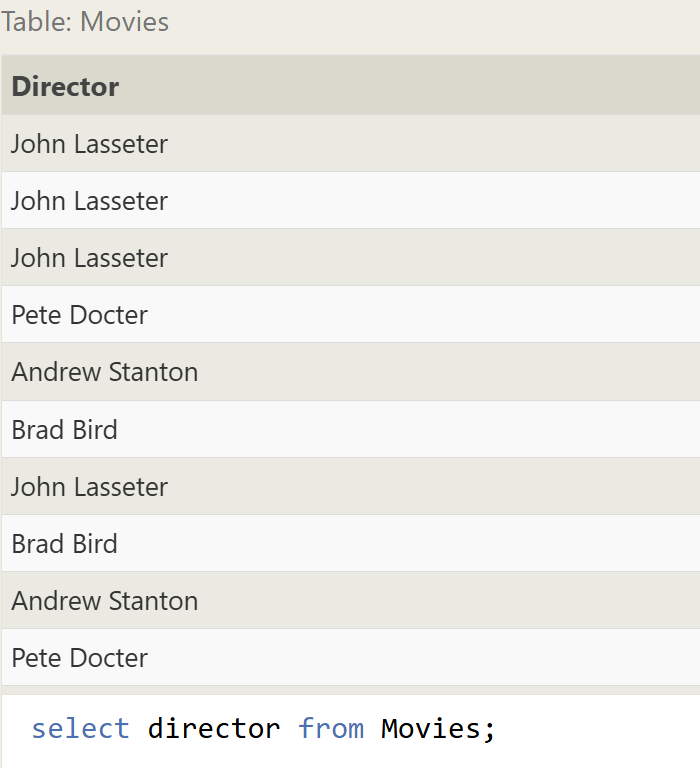 Table: Movies
Director
John Lasseter
John Lasseter
John Lasseter
Pete Docter
Andrew Stanton
Brad Bird
John Lasseter
Brad Bird
Andrew Stanton
Pete Docter
select director from Movies;